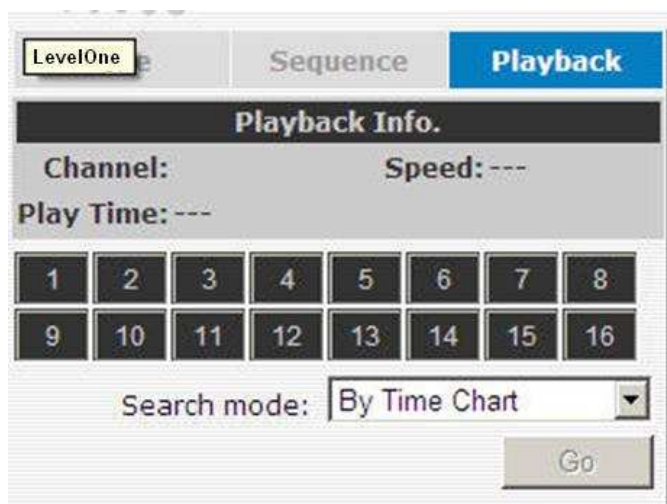 LevelOne
Sequence
Playback
Playback Info.
Channel: Speed: ---
Play Time: ---
1 2 3 4 5 6 7 8
9 10 11 12 13 14 15 16
Search mode: By Time Chart
Go